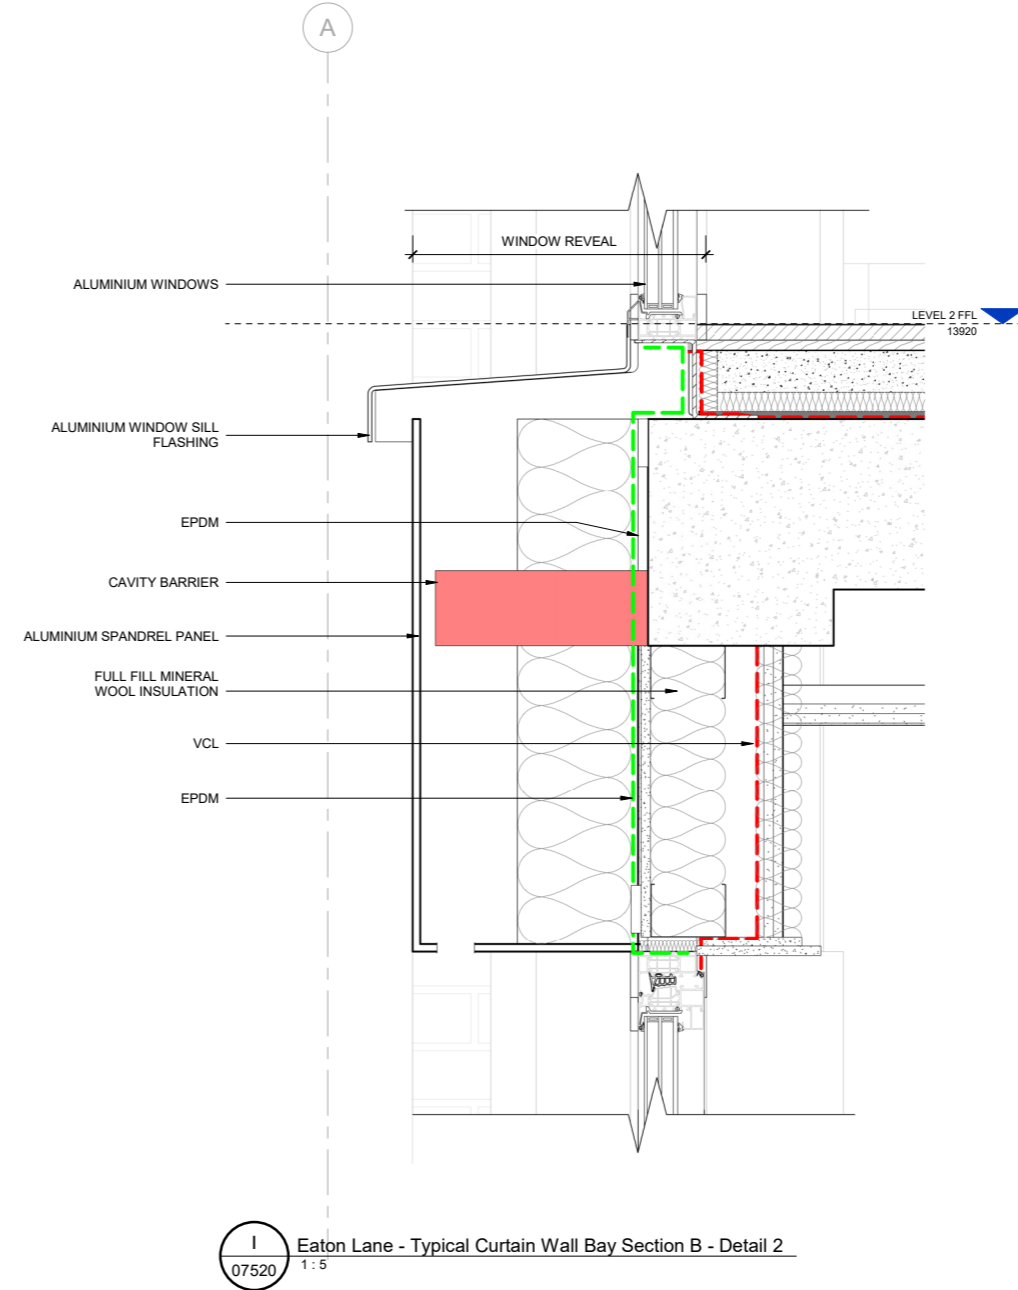 A
WINDOW REVEAL
ALUMINIUM WINDOWS
LEVEL 2 FFL
13920
ALUMINIUM WINDOW SILL
FLASHING
EPDM
CAVITY BARRIER
ALUMINIUM SPANDREL PANEL
FULL FILL MINERAL
WOOL INSULATION
VCL
EPDM
I
07520
Eaton Lane - Typical Curtain Wall Bay Section B - Detail 2
1 : 5